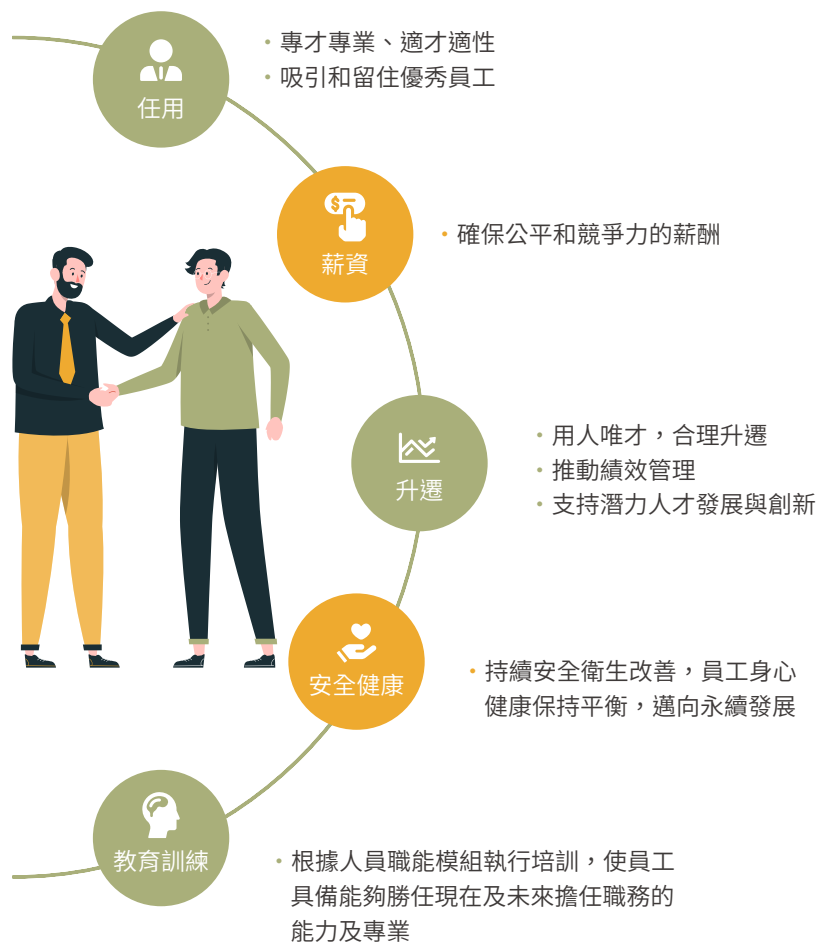 任用
・專才專業、適才適性
・吸引和留住優秀員工
薪資
・確保公平和競爭力的薪酬
升遷
・用人唯才，合理升遷
・推動績效管理
・支持潛力人才發展與創新
安全健康
・持續安全衛生改善，員工身心
健康保持平衡，邁向永續發展
教育訓練
・根據人員職能模組執行培訓，使員工
具備能夠勝任現在及未來擔任職務的
能力及專業